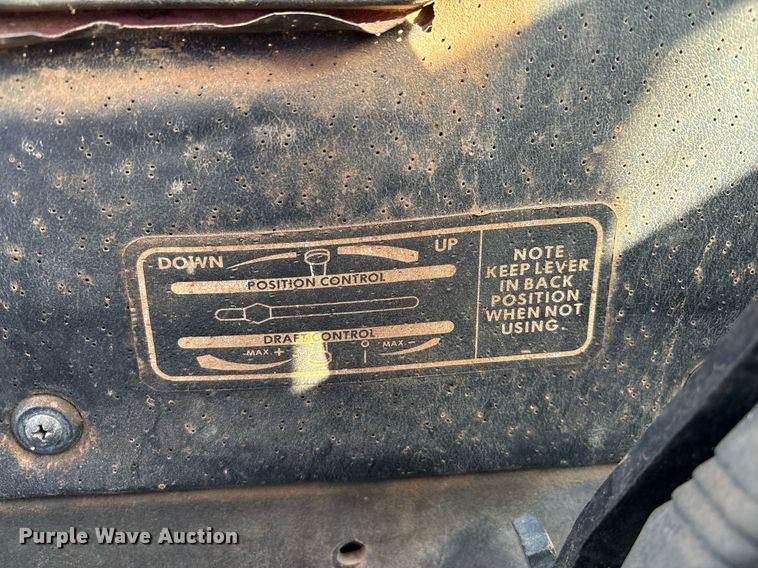 DOWN
UP
POSITION CONTROL
DRAFT CONTROL
MAX. +
O
MAX. -
NOTE
KEEP LEVER
IN BACK
POSITION
WHEN NOT
USING.
Purple Wave Auction